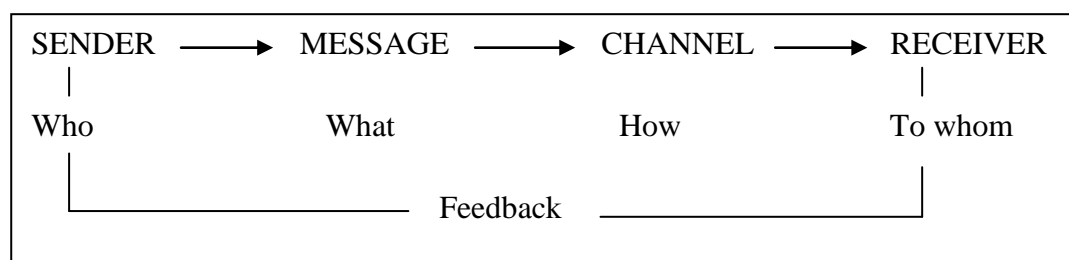 SENDER MESSAGE CHANNEL RECEIVER
Who What How To whom
Feedback